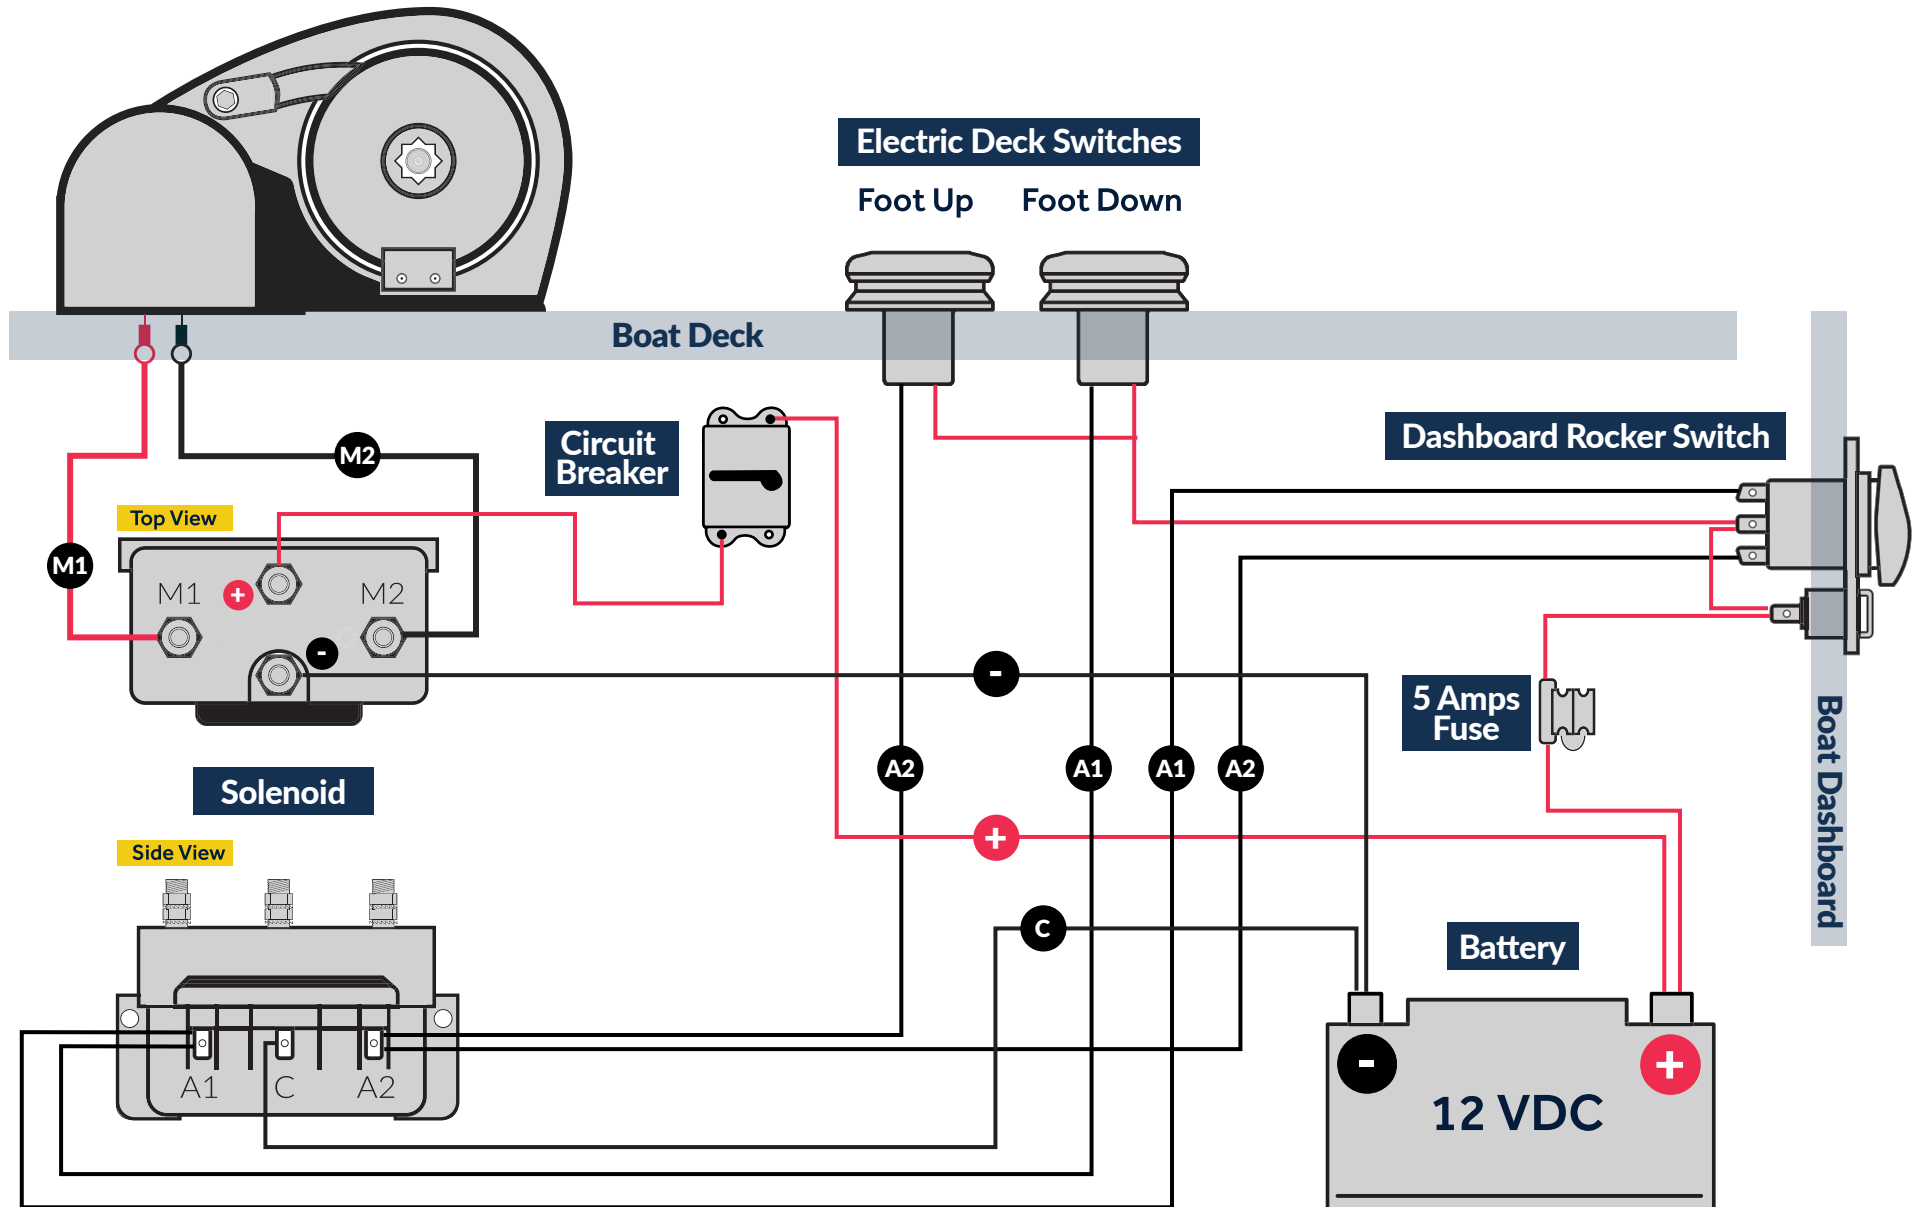 Electric Deck Switches
Foot Up
Foot Down
Boat Deck
Circuit
Breaker
Dashboard Rocker Switch
M2
Top View
M1
M1
+
M2
-
-
5 Amps
Fuse
Boat Dashboard
Solenoid
A2
A1
A1
A2
+
Side View
C
Battery
A1
C
A2
-
+
12 VDC